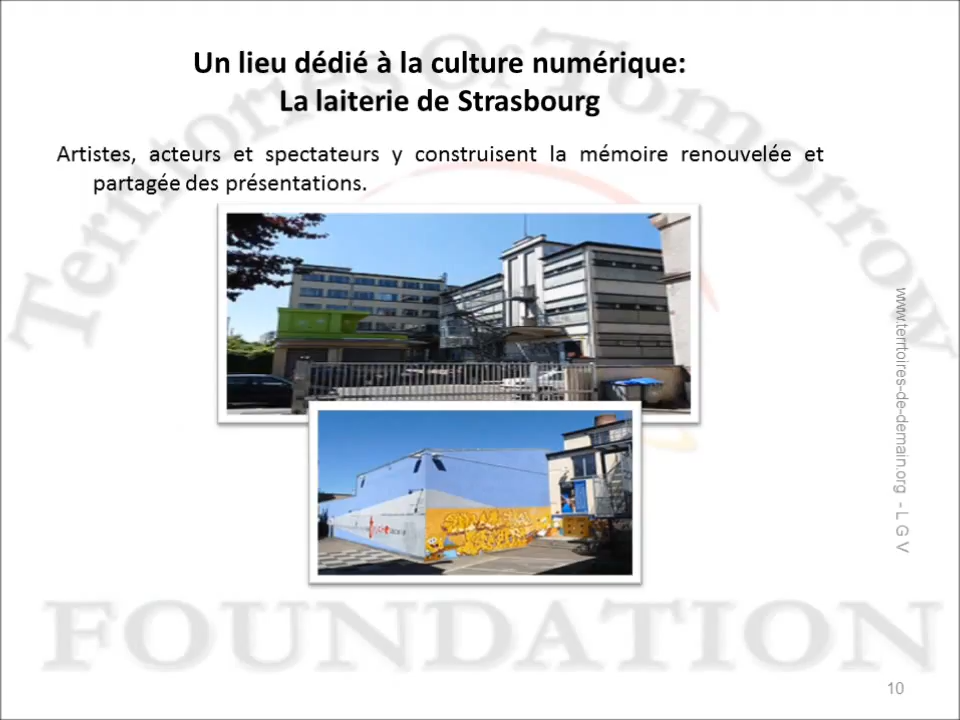 Un lieu dédié à la culture numérique:
La laiterie de Strasbourg
Artistes, acteurs et spectateurs y construisent la mémoire renouvelée et
partagée des présentations.
Territories Of Tomorrow
www.territoires-de-demain.org - L G V
FOUNDATION
10